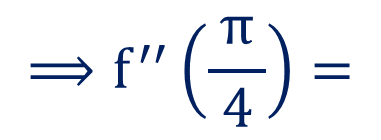 ⟹ f′′ (π/4) =